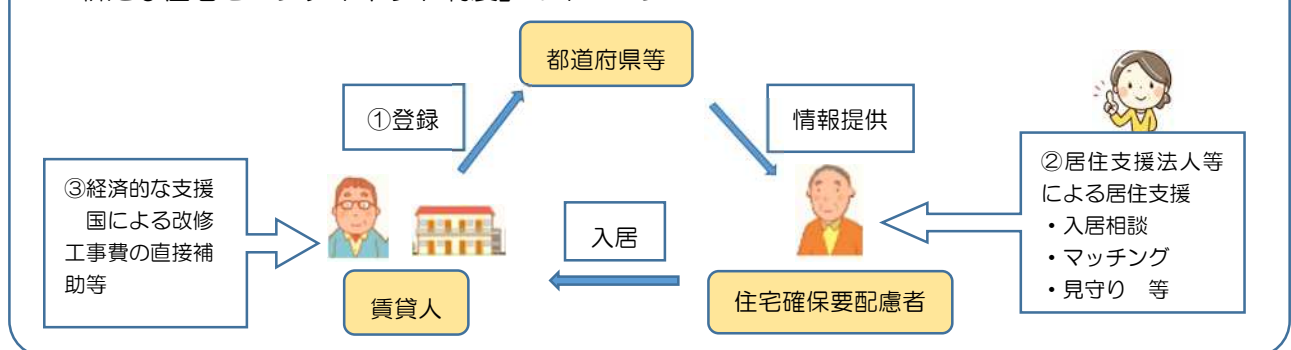 都道府県等
①登録
情報提供
③経済的な支援
国による改修
工事費の直接補
助等
入居
②居住支援法人等
による居住支援
・入居相談
・マッチング
・見守り　等
賃貸人
住宅確保要配慮者